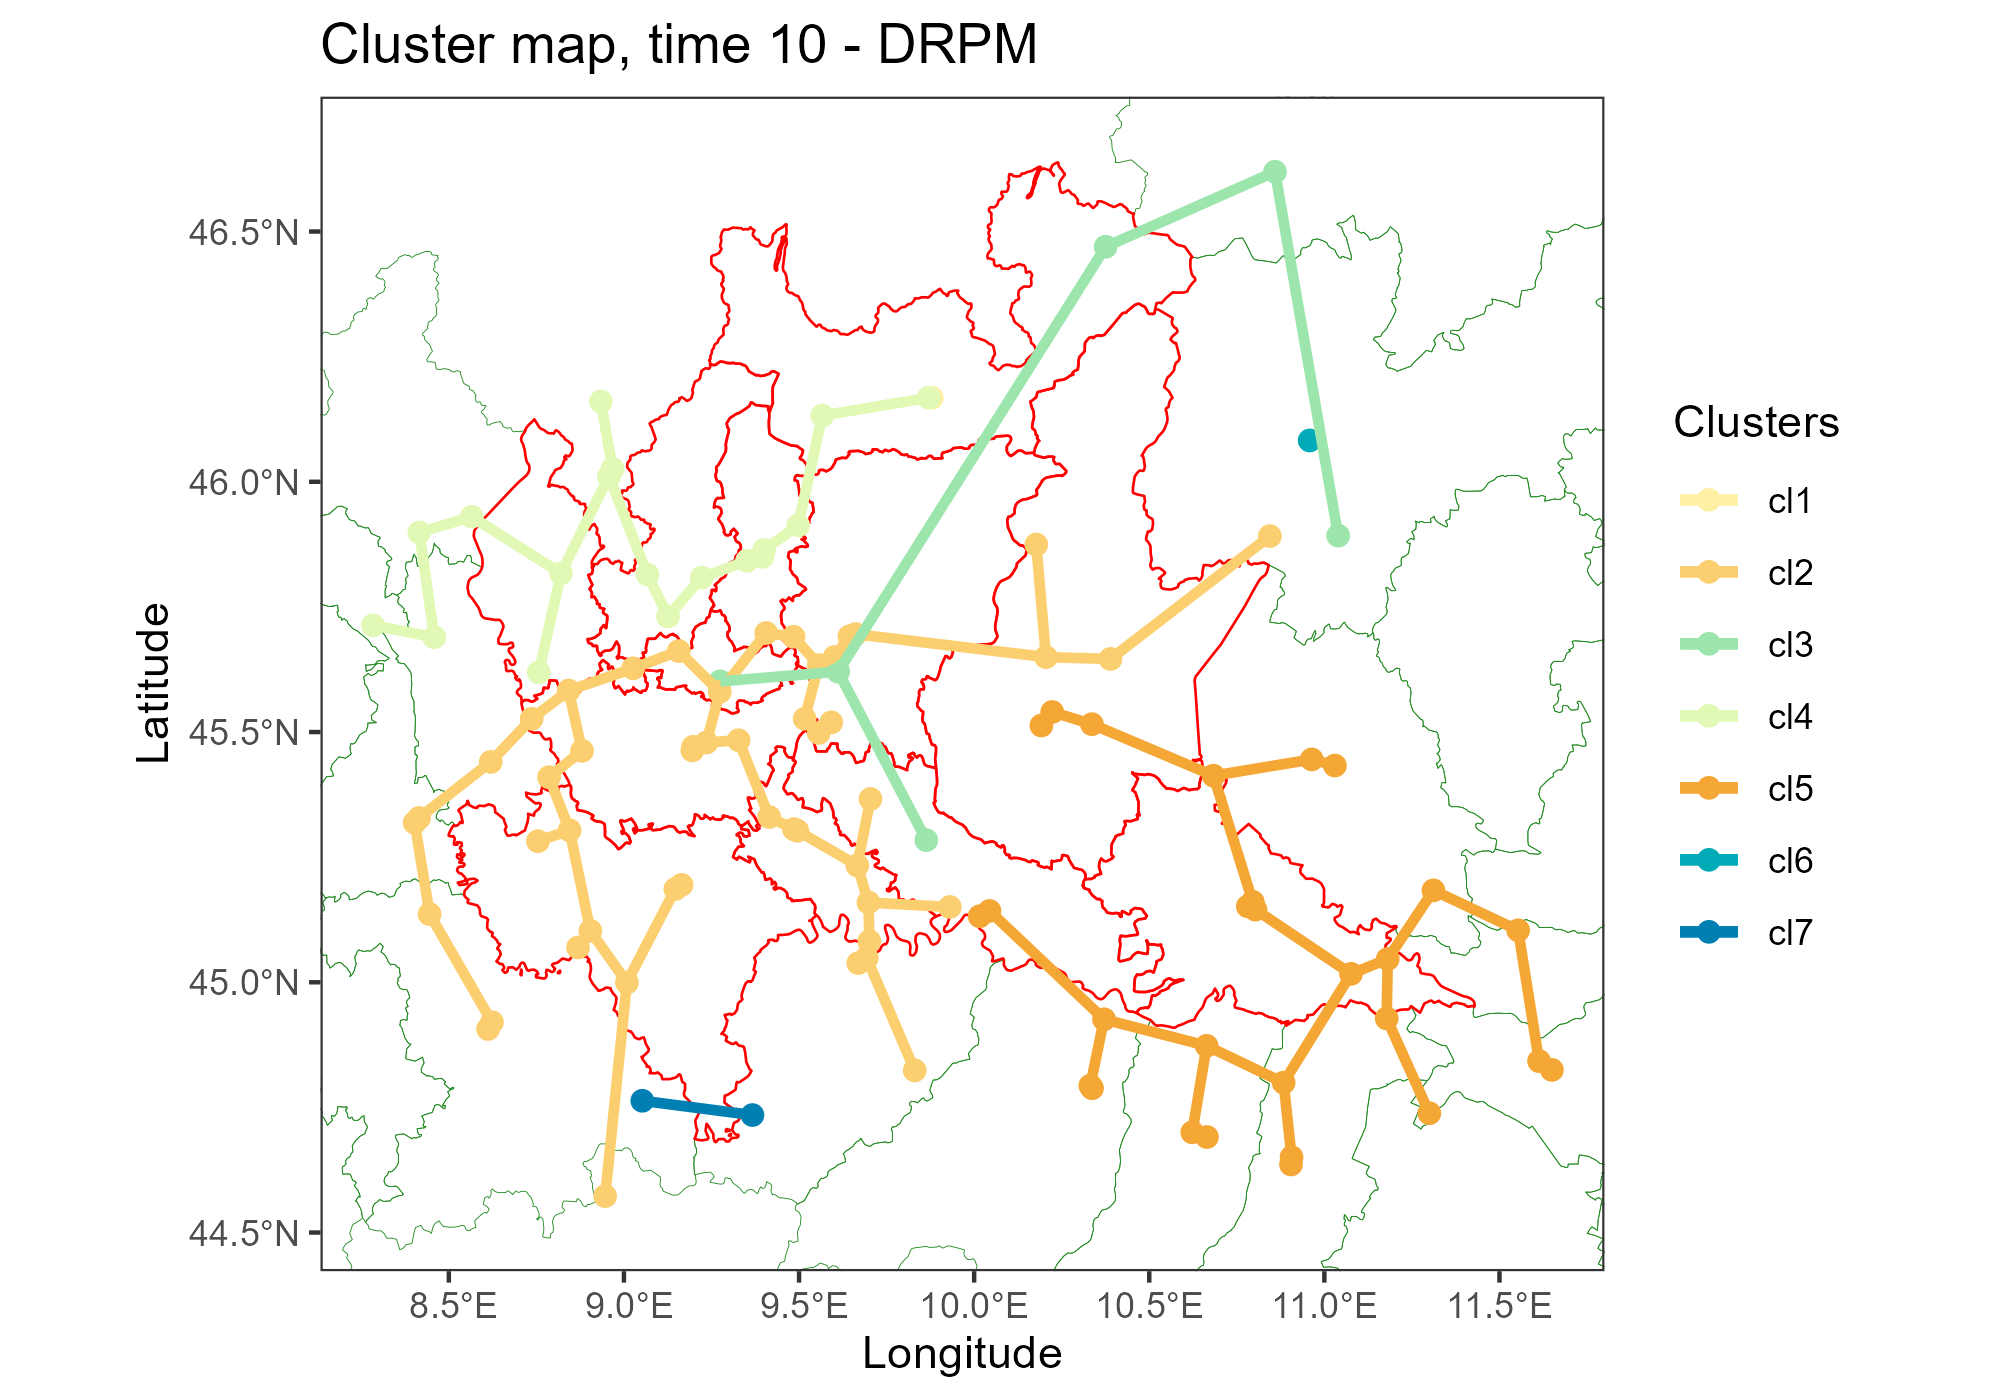 Cluster map, time 10 - DRPM
46.5°N
46.0°N
45.5°N
45.0°N
44.5°N
Latitude
8.5°E 9.0°E 9.5°E 10.0°E 10.5°E 11.0°E 11.5°E
Longitude
Clusters
cl1
cl2
cl3
cl4
cl5
cl6
cl7